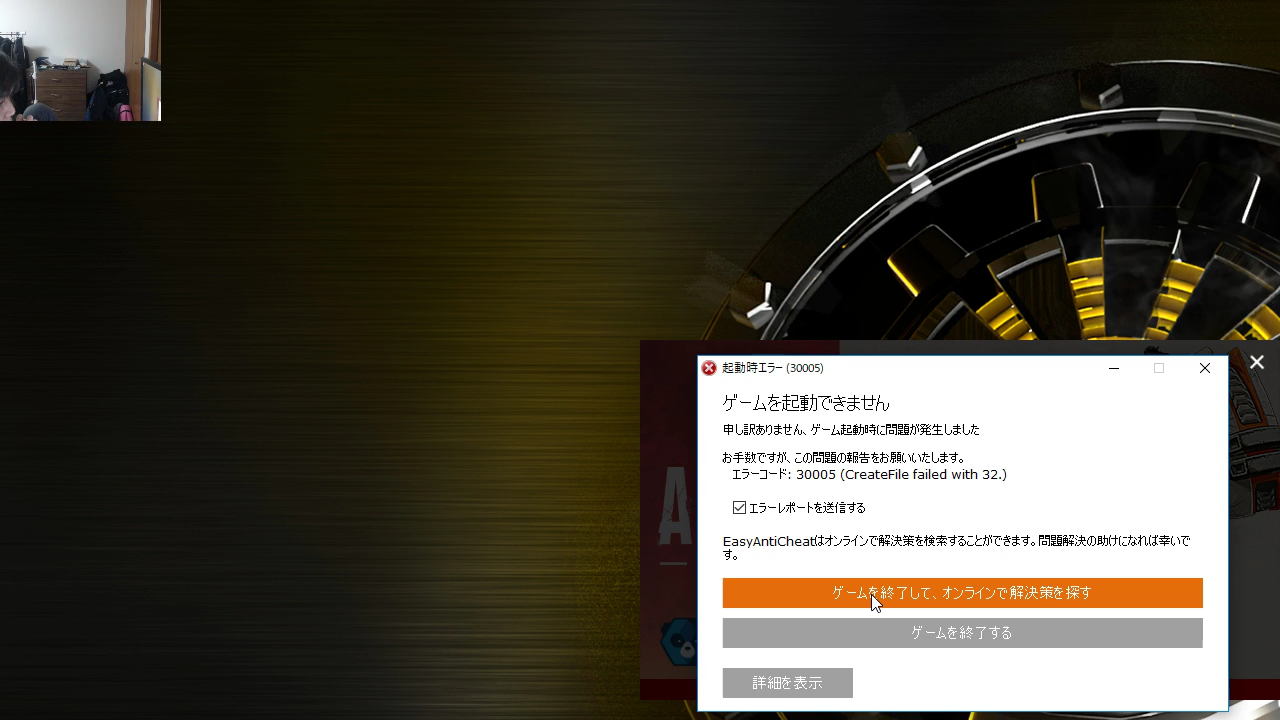 起動時エラー (30005)
ゲームを起動できません
申し訳ありません、ゲーム起動時に問題が発生しました
お手数ですが、この問題の報告をお願いいたします。
エラーコード: 30005 (CreateFile failed with 32.)
エラーレポートを送信する
EasyAntiCheatはオンラインで解決策を検索することができます。問題解決の助けになれば幸いで
す。
ゲームを終了して、オンラインで解決策を探す
ゲームを終了する
詳細を表示
A